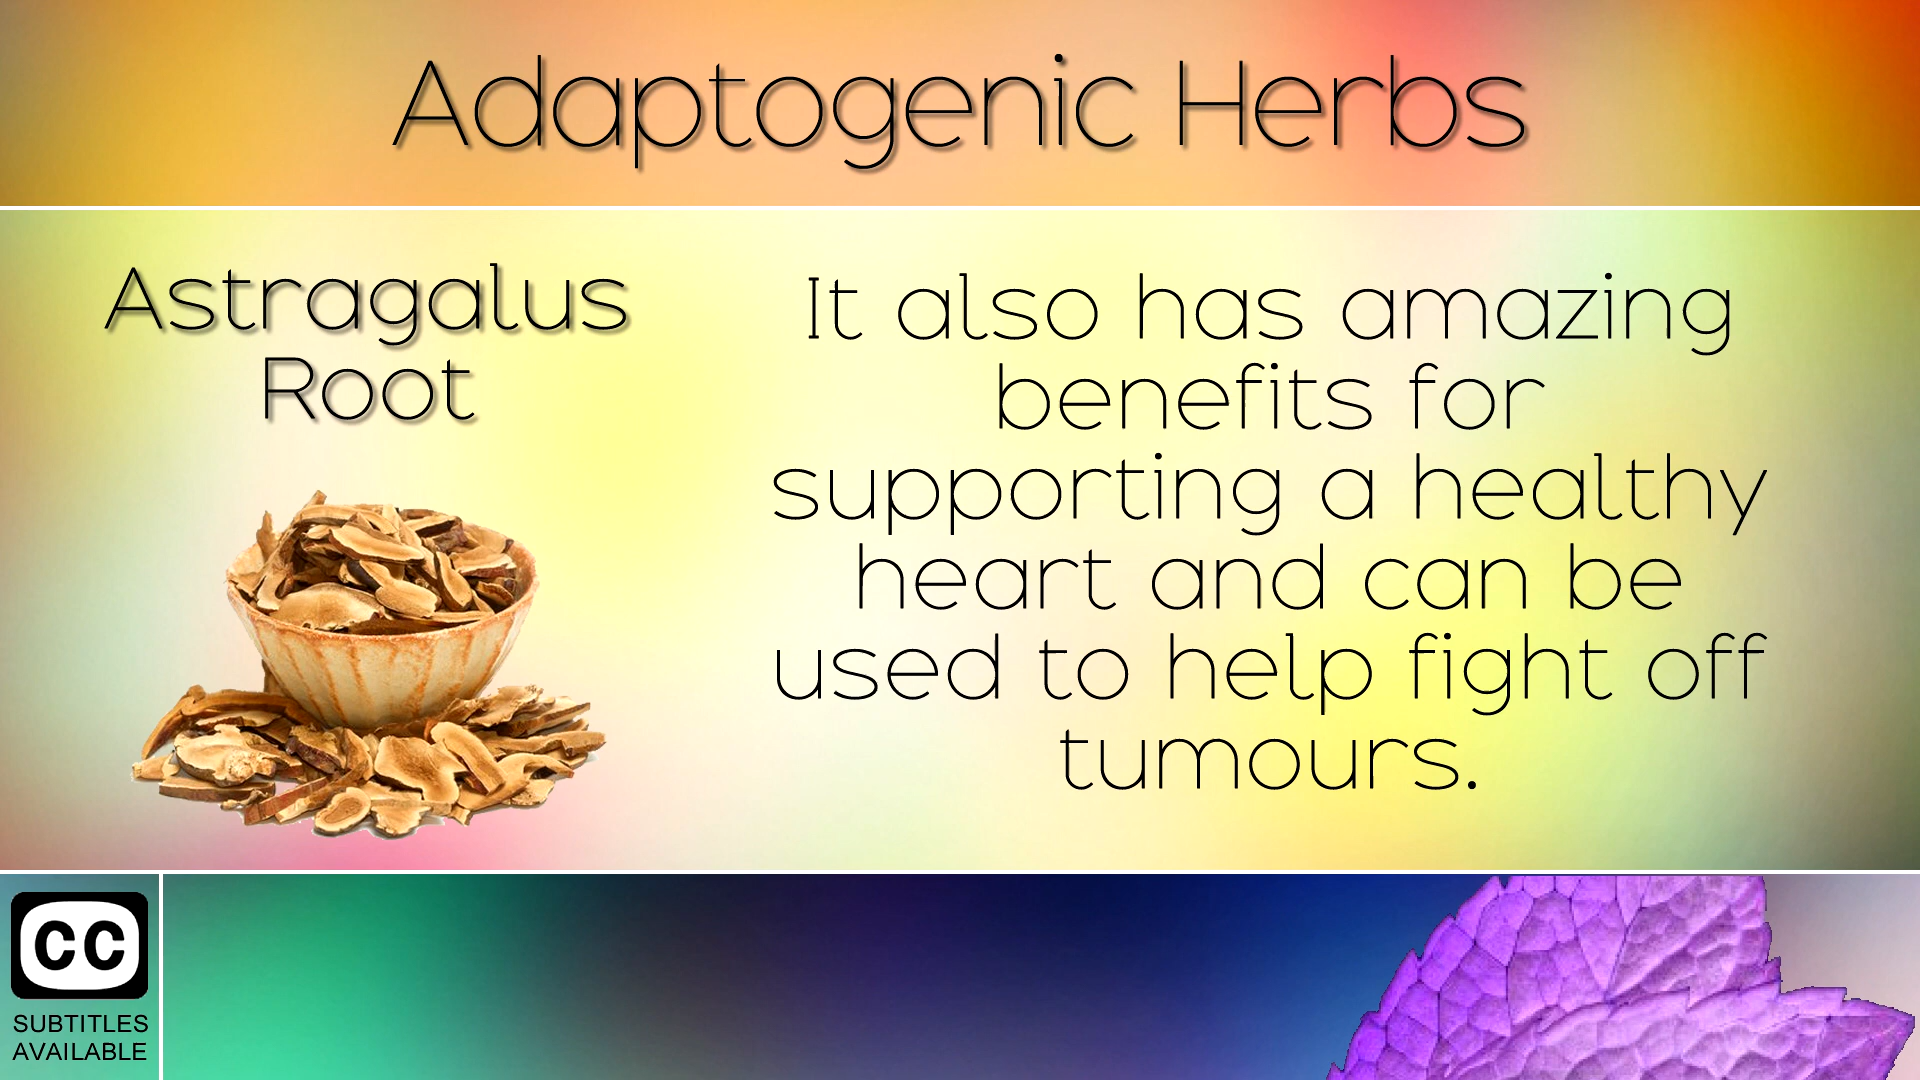 Adaptogenic Herbs
Astragalus
Root
It also has amazing
benefits for
supporting a healthy
heart and can be
used to help fight off
tumours.
CC
SUBTITLES
AVAILABLE